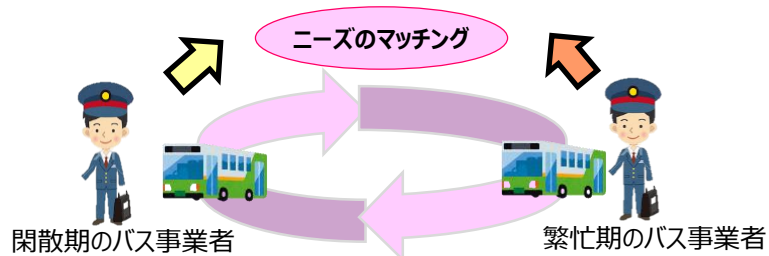 ニーズのマッチング
閑散期のバス事業者
繁忙期のバス事業者